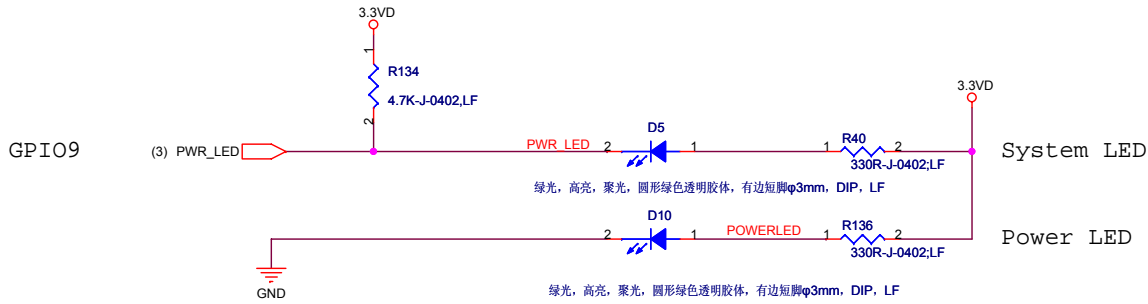 3.3VD
1
R134
4.7K-J-0402,LF
2
3.3VD
GPIO9
(3) PWR_LED
PWR_LED
2
D5
1
1
R40
2
330R-J-0402;LF
System LED
绿光，高亮，聚光，圆形绿色透明胶体，有边短脚φ3mm，DIP，LF
2
D10
1
POWERLED
1
R136
2
330R-J-0402;LF
Power LED
GND
绿光，高亮，聚光，圆形绿色透明胶体，有边短脚φ3mm，DIP，LF